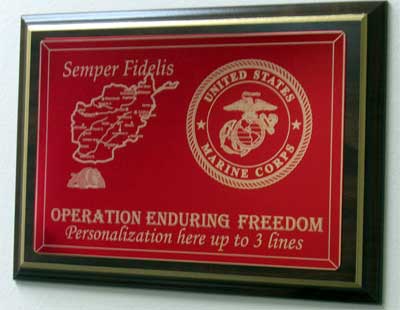 Semper Fidelis
UNITED STATES
MARINE CORPS
OPERATION ENDURING FREEDOM
Personalization here up to 3 lines